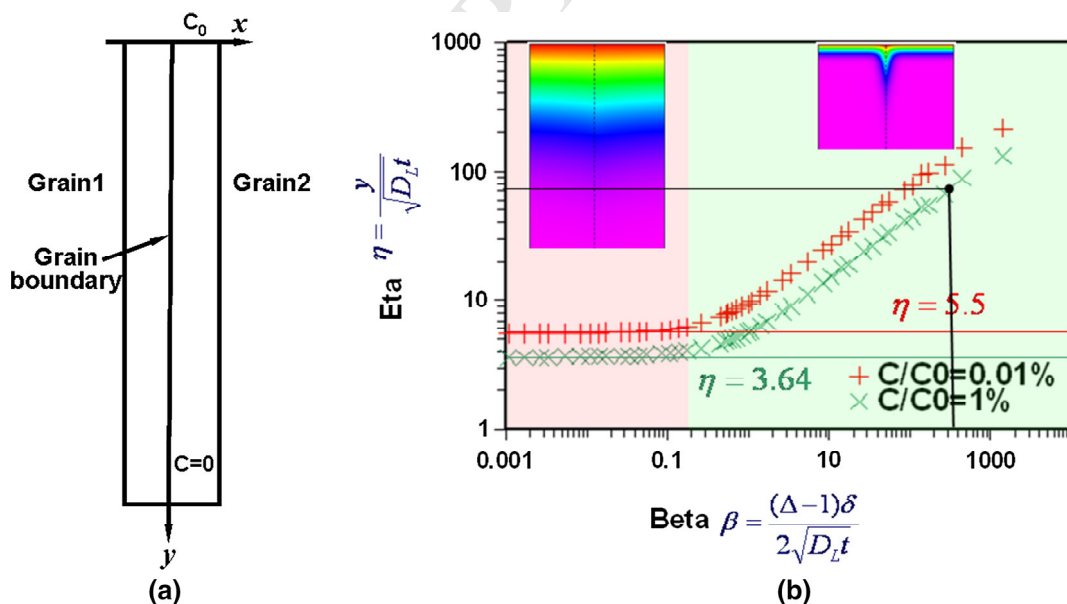 (a)
C₀
x
Grain1
Grain2
Grain
boundary
C=0
y
(a)
(b)
1000
100
10
1
Eta η = y/√(D_L t)
η = 5.5
η = 3.64
C/C0=0.01%
C/C0=1%
0.001
0.1
10
1000
Beta β = (Δ−1)δ/(2√(D_L t))
(b)